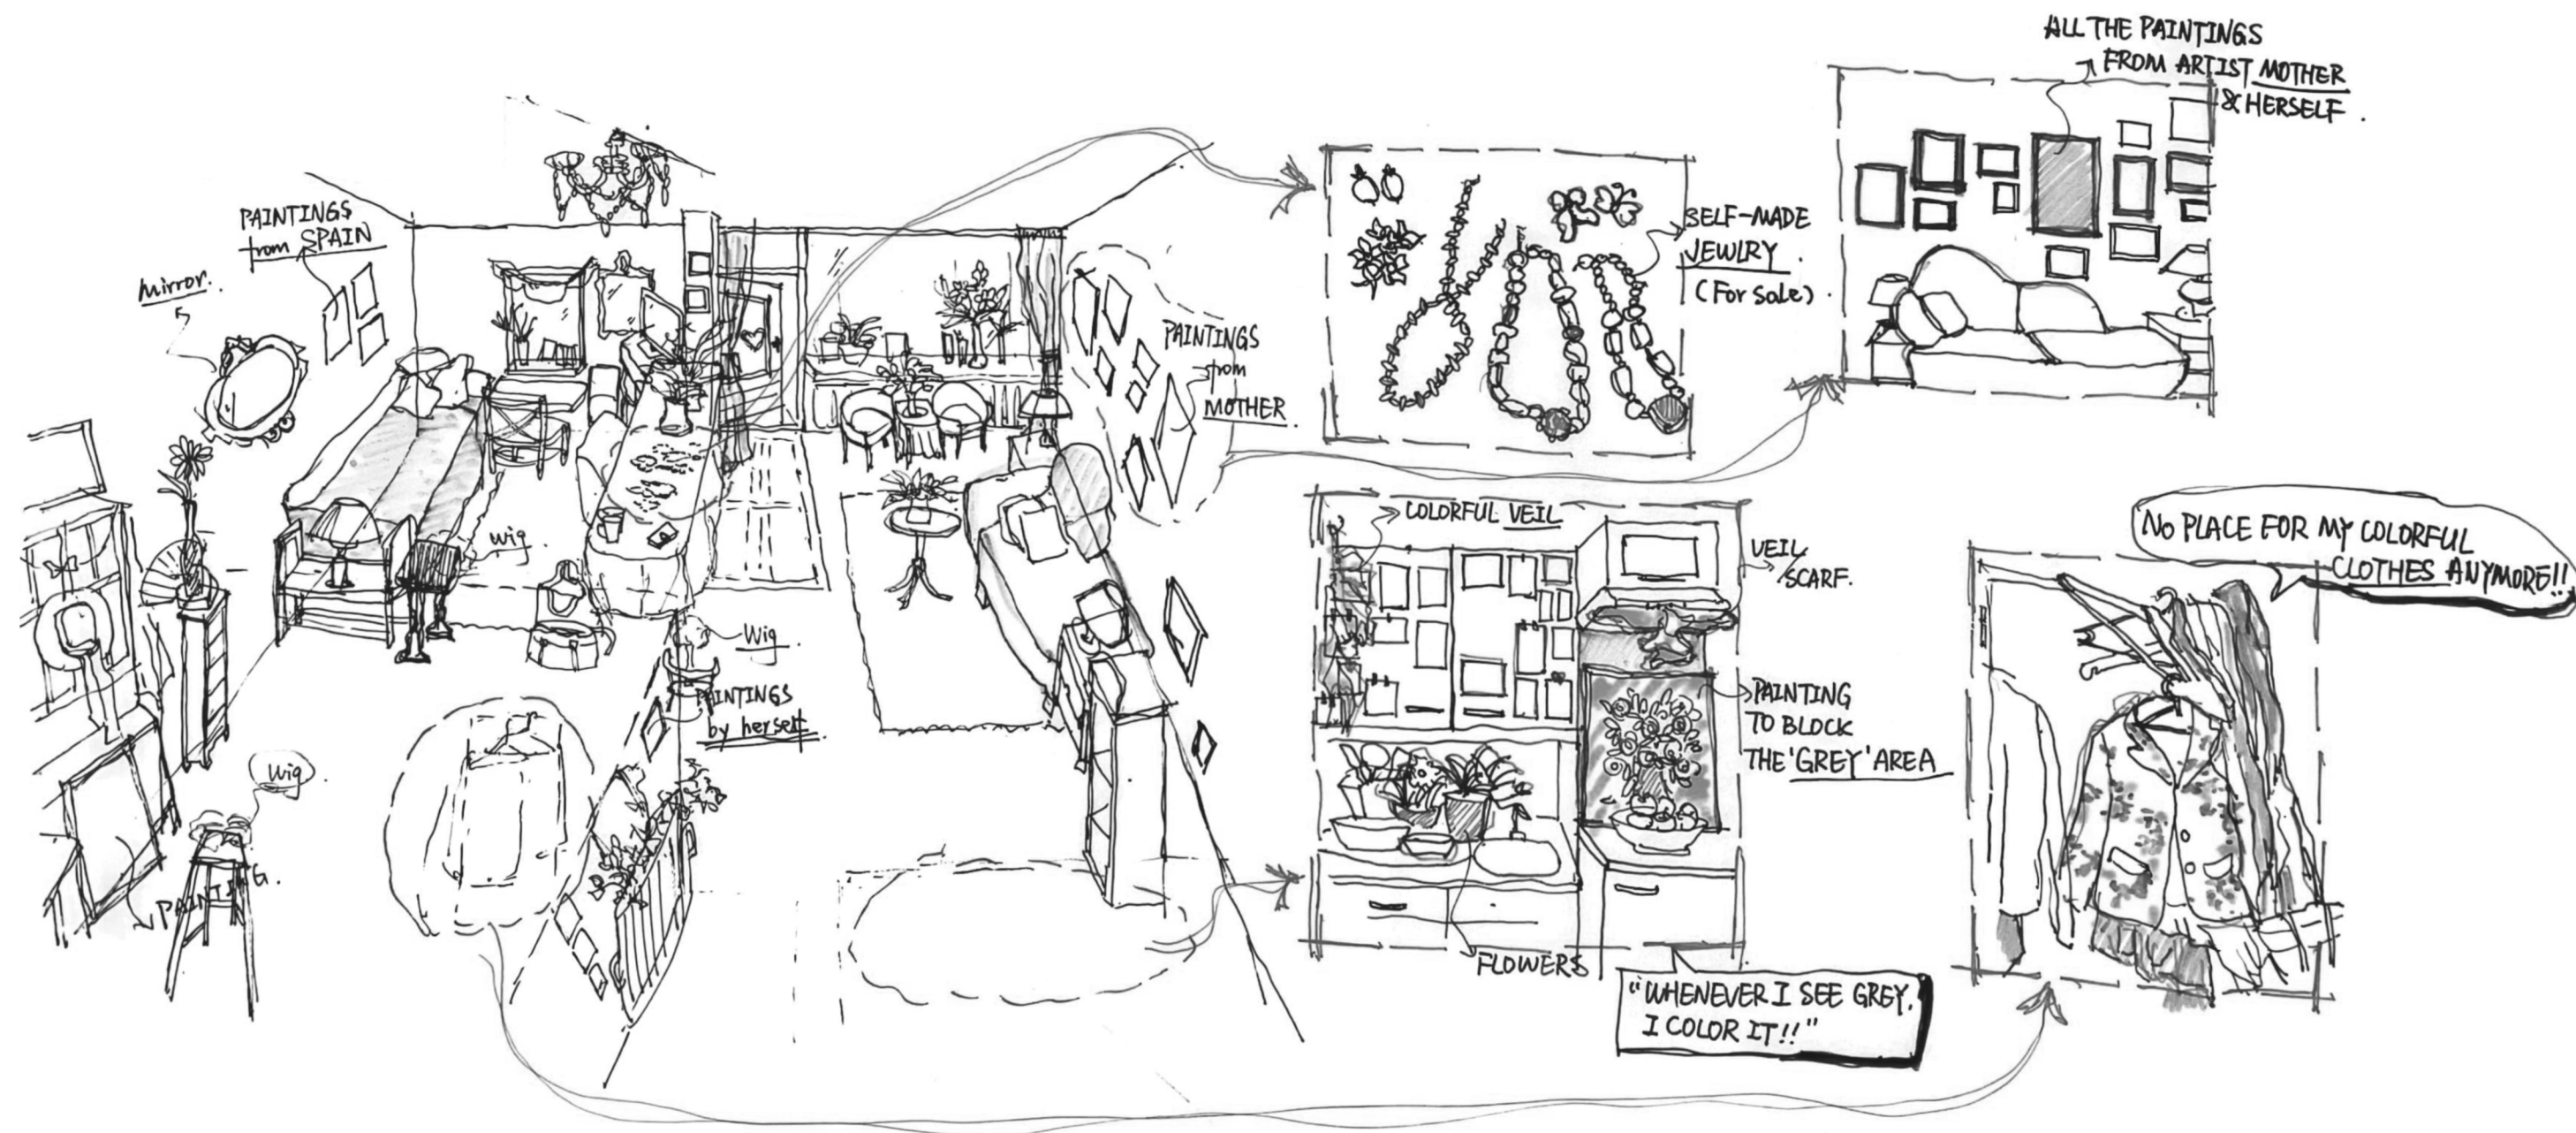 PAINTINGS
from SPAIN
Mirror.
wig.
Wig.
PAINTINGS
by herself.
Wig.
PAINTING.
PAINTINGS
from
MOTHER.
SELF-MADE
JEWLRY.
(For Sale).
ALL THE PAINTINGS
FROM ARTIST MOTHER
& HERSELF.
COLORFUL VEIL
VEIL/
SCARF.
PAINTING
TO BLOCK
THE 'GREY' AREA
FLOWERS
"WHENEVER I SEE GREY.
I COLOR IT!!"
NO PLACE FOR MY COLORFUL
CLOTHES ANYMORE!!